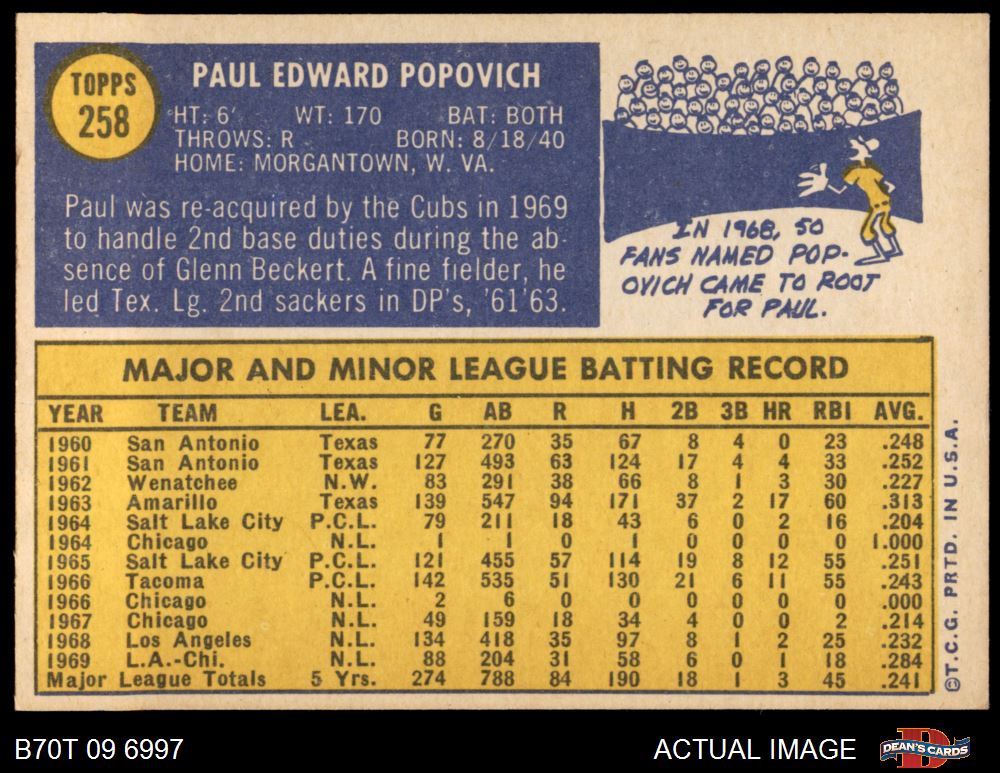 TOPPS
258
PAUL EDWARD POPOVICH
HT: 6' WT: 170 BAT: BOTH
THROWS: R BORN: 8/18/40
HOME: MORGANTOWN, W. VA.
Paul was re-acquired by the Cubs in 1969
to handle 2nd base duties during the ab-
sence of Glenn Beckert. A fine fielder, he
led Tex. Lg. 2nd sackers in DP's, '61'63.
IN 1968, 50
FANS NAMED POP-
OVICH CAME TO ROOT
FOR PAUL.
MAJOR AND MINOR LEAGUE BATTING RECORD
YEAR TEAM LEA. G AB R H 2B 3B HR RBI AVG.
1960 San Antonio Texas 77 270 35 67 8 4 0 23 .248
1961 San Antonio Texas 127 493 63 124 17 4 4 33 .252
1962 Wenatchee N.W. 83 291 38 66 8 1 3 30 .227
1963 Amarillo Texas 139 547 94 171 37 2 17 60 .313
1964 Salt Lake City P.C.L. 79 211 18 43 6 0 2 16 .204
1964 Chicago N.L. 1 1 0 1 0 0 0 0 1.000
1965 Salt Lake City P.C.L. 121 455 57 114 19 8 12 55 .251
1966 Tacoma P.C.L. 142 535 51 130 21 6 11 55 .243
1966 Chicago N.L. 2 6 0 0 0 0 0 0 .000
1967 Chicago N.L. 49 159 18 34 4 0 0 2 .214
1968 Los Angeles N.L. 134 418 35 97 8 1 2 25 .232
1969 L.A.-Chi. N.L. 88 204 31 58 6 0 1 18 .284
Major League Totals 5 Yrs. 274 788 84 190 18 1 3 45 .241
©T.C.G. PRTD. IN U.S.A.
B70T 09 6997
ACTUAL IMAGE
D
DEAN'S CARDS